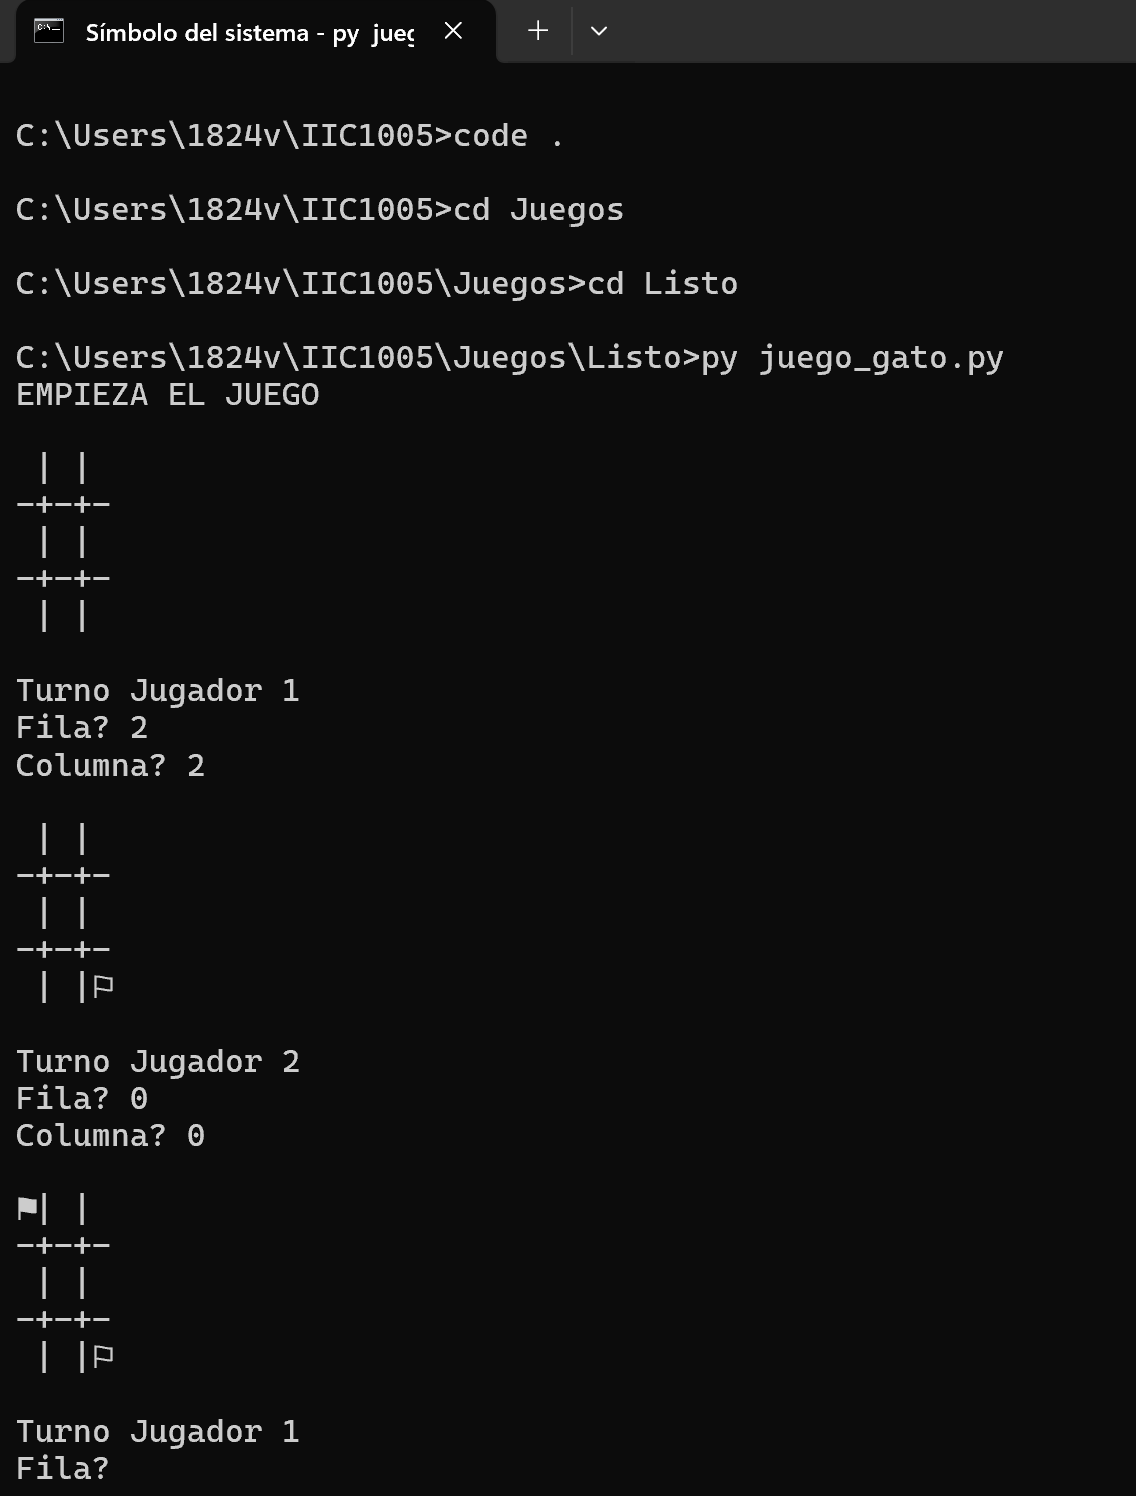 Símbolo del sistema - py jueg
C:\Users\1824v\IIC1005>code .
C:\Users\1824v\IIC1005>cd Juegos
C:\Users\1824v\IIC1005\Juegos>cd Listo
C:\Users\1824v\IIC1005\Juegos\Listo>py juego_gato.py
EMPIEZA EL JUEGO
 | | 
-+-+-
 | | 
-+-+-
 | | 
Turno Jugador 1
Fila? 2
Columna? 2
 | | 
-+-+-
 | | 
-+-+-
 | |⚐
Turno Jugador 2
Fila? 0
Columna? 0
⚑| | 
-+-+-
 | | 
-+-+-
 | |⚐
Turno Jugador 1
Fila?